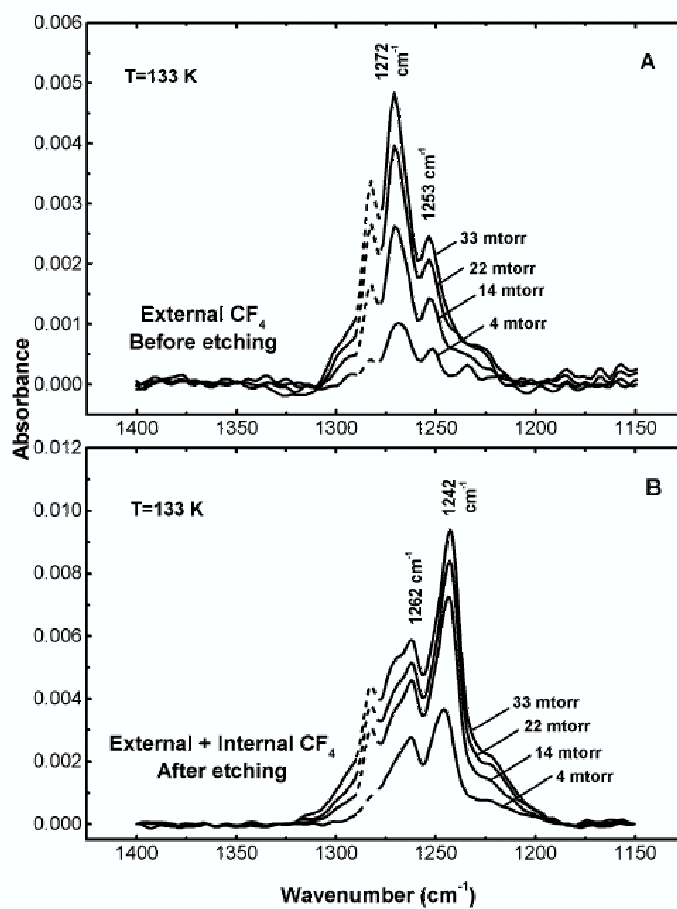 0.006
0.005
0.004
0.003
0.002
0.001
0.000
T=133 K
A
1272
cm-1
1253 cm-1
33 mtorr
22 mtorr
14 mtorr
4 mtorr
External CF4
Before etching
1400
1350
1300
1250
1200
1150
Absorbance
0.012
0.010
0.008
0.006
0.004
0.002
0.000
T=133 K
B
1242
cm-1
1262 cm-1
33 mtorr
22 mtorr
14 mtorr
4 mtorr
External + Internal CF4
After etching
1400
1350
1300
1250
1200
1150
Wavenumber (cm-1)